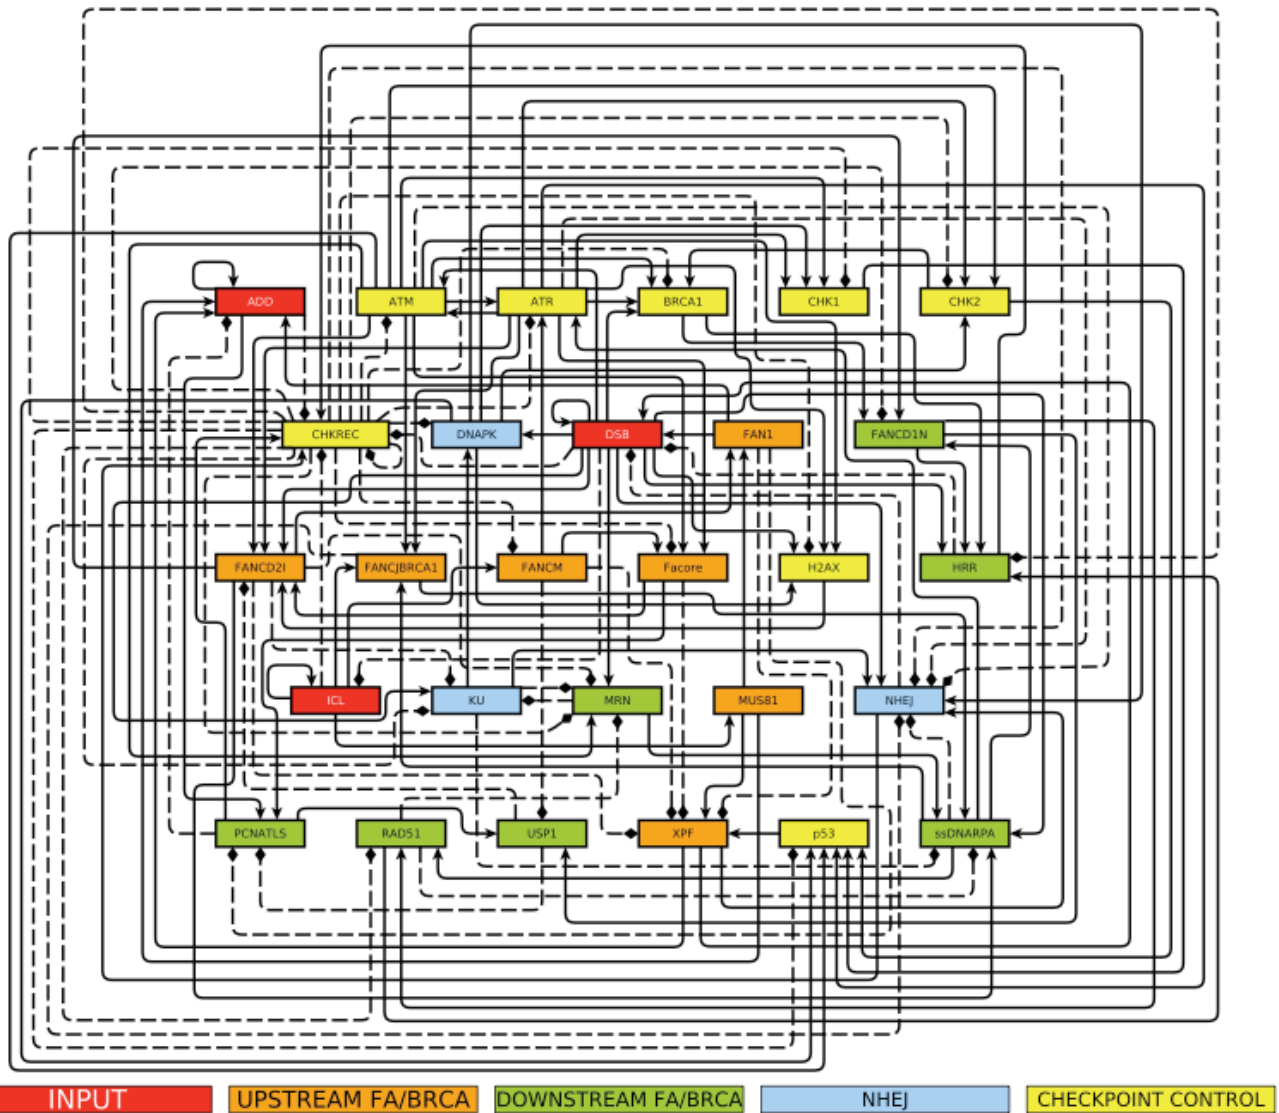 ADD
ATM
ATR
BRCA1
CHK1
CHK2
CHKREC
DNAPK
DSB
FAN1
FANCD1N
FANCD2I
FANCJBRCA1
FANCM
Facore
H2AX
HRR
ICL
KU
MRN
MUS81
NHEJ
PCNATLS
RAD51
USP1
XPF
p53
ssDNARPA
INPUT
UPSTREAM FA/BRCA
DOWNSTREAM FA/BRCA
NHEJ
CHECKPOINT CONTROL